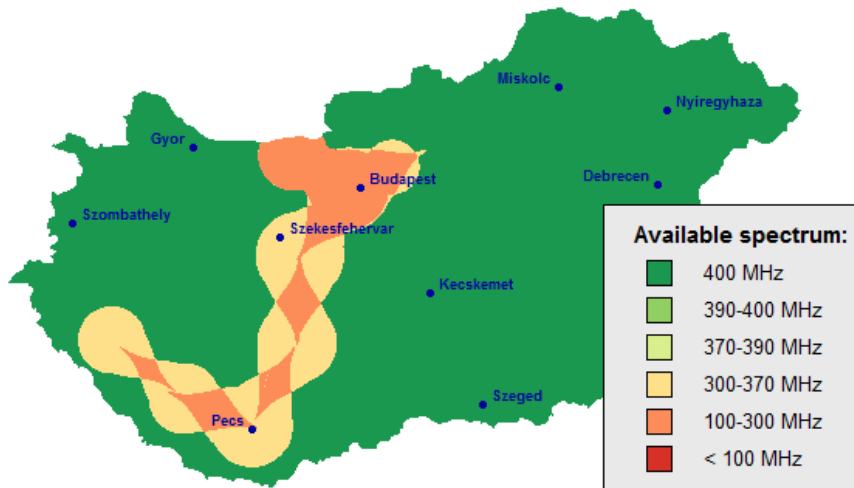 Miskolc
Nyiregyhaza
Gyor
Budapest
Debrecen
Szombathely
Szekesfehervar
Kecskemet
Szeged
Pecs
Available spectrum:
400 MHz
390-400 MHz
370-390 MHz
300-370 MHz
100-300 MHz
< 100 MHz